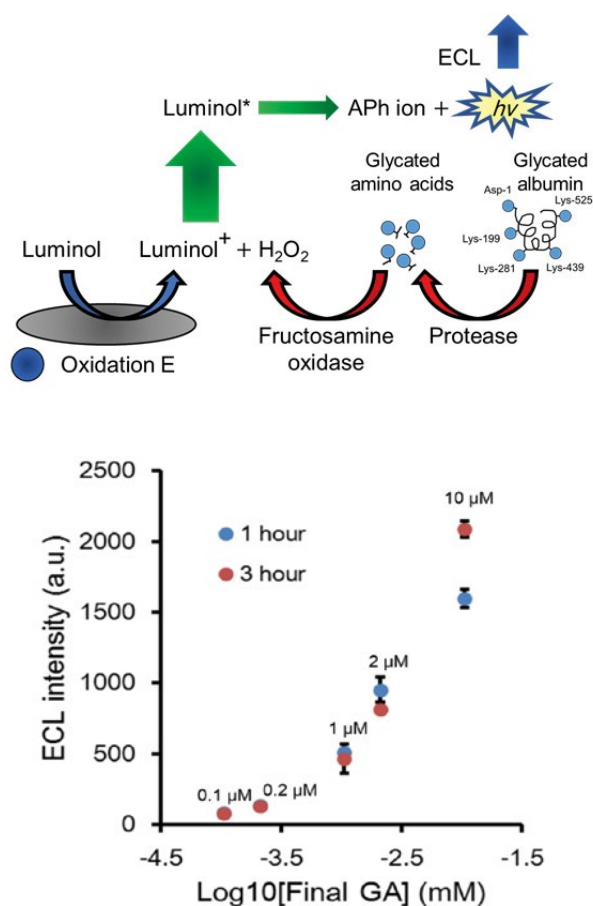 ECL
Luminol* APh ion + hv
Glycated
amino acids
Glycated
albumin
Asp-1
Lys-525
Lys-199
Lys-281
Lys-439
Luminol Luminol⁺ + H₂O₂
Fructosamine
oxidase
Protease
Oxidation E
2500
2000
1500
1000
500
0
ECL intensity (a.u.)
1 hour
3 hour
10 µM
2 µM
1 µM
0.1 µM
0.2 µM
-4.5 -3.5 -2.5 -1.5
Log10[Final GA] (mM)